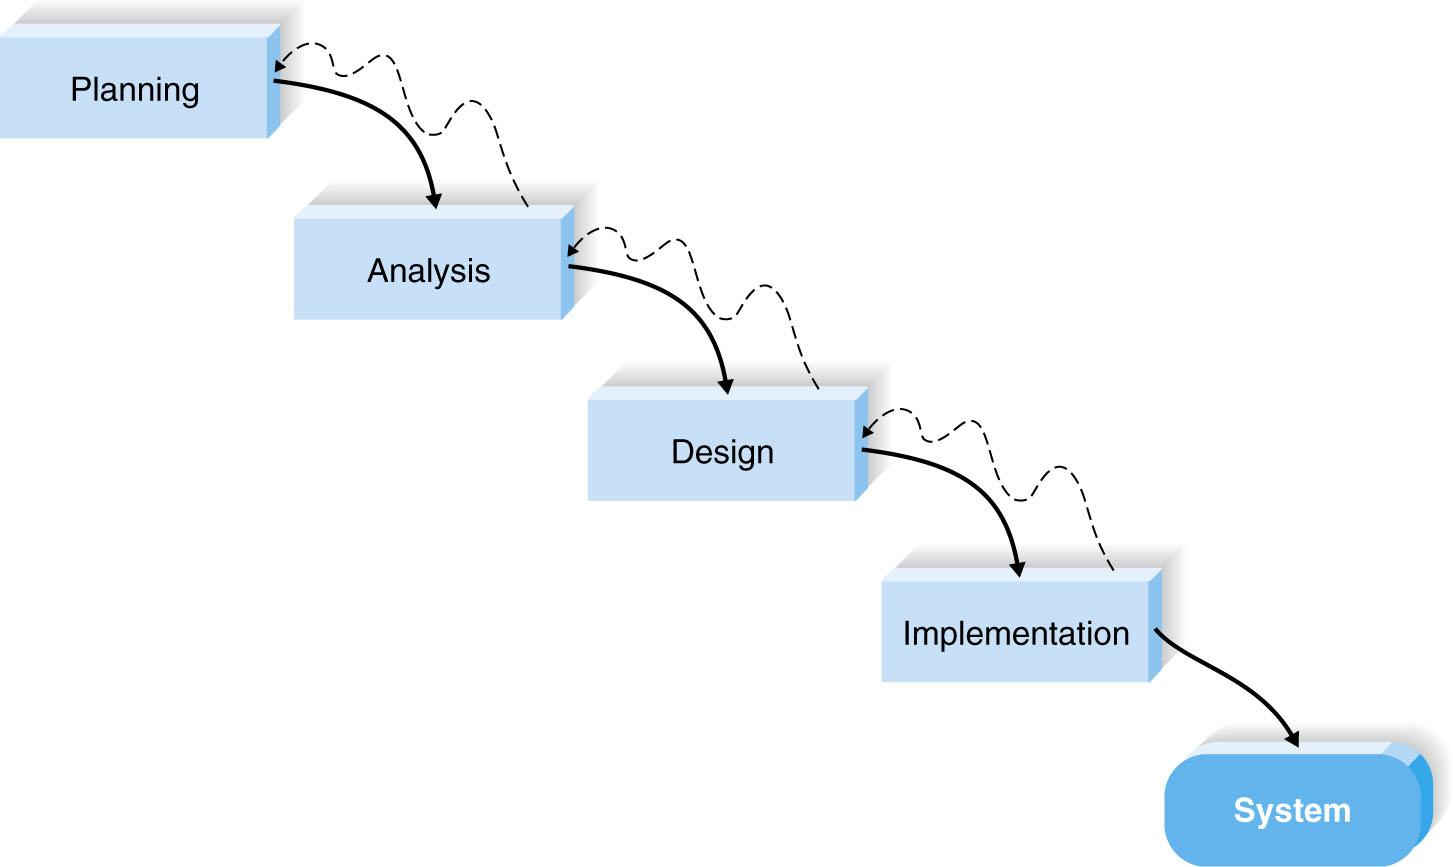 Planning
Analysis
Design
Implementation
System